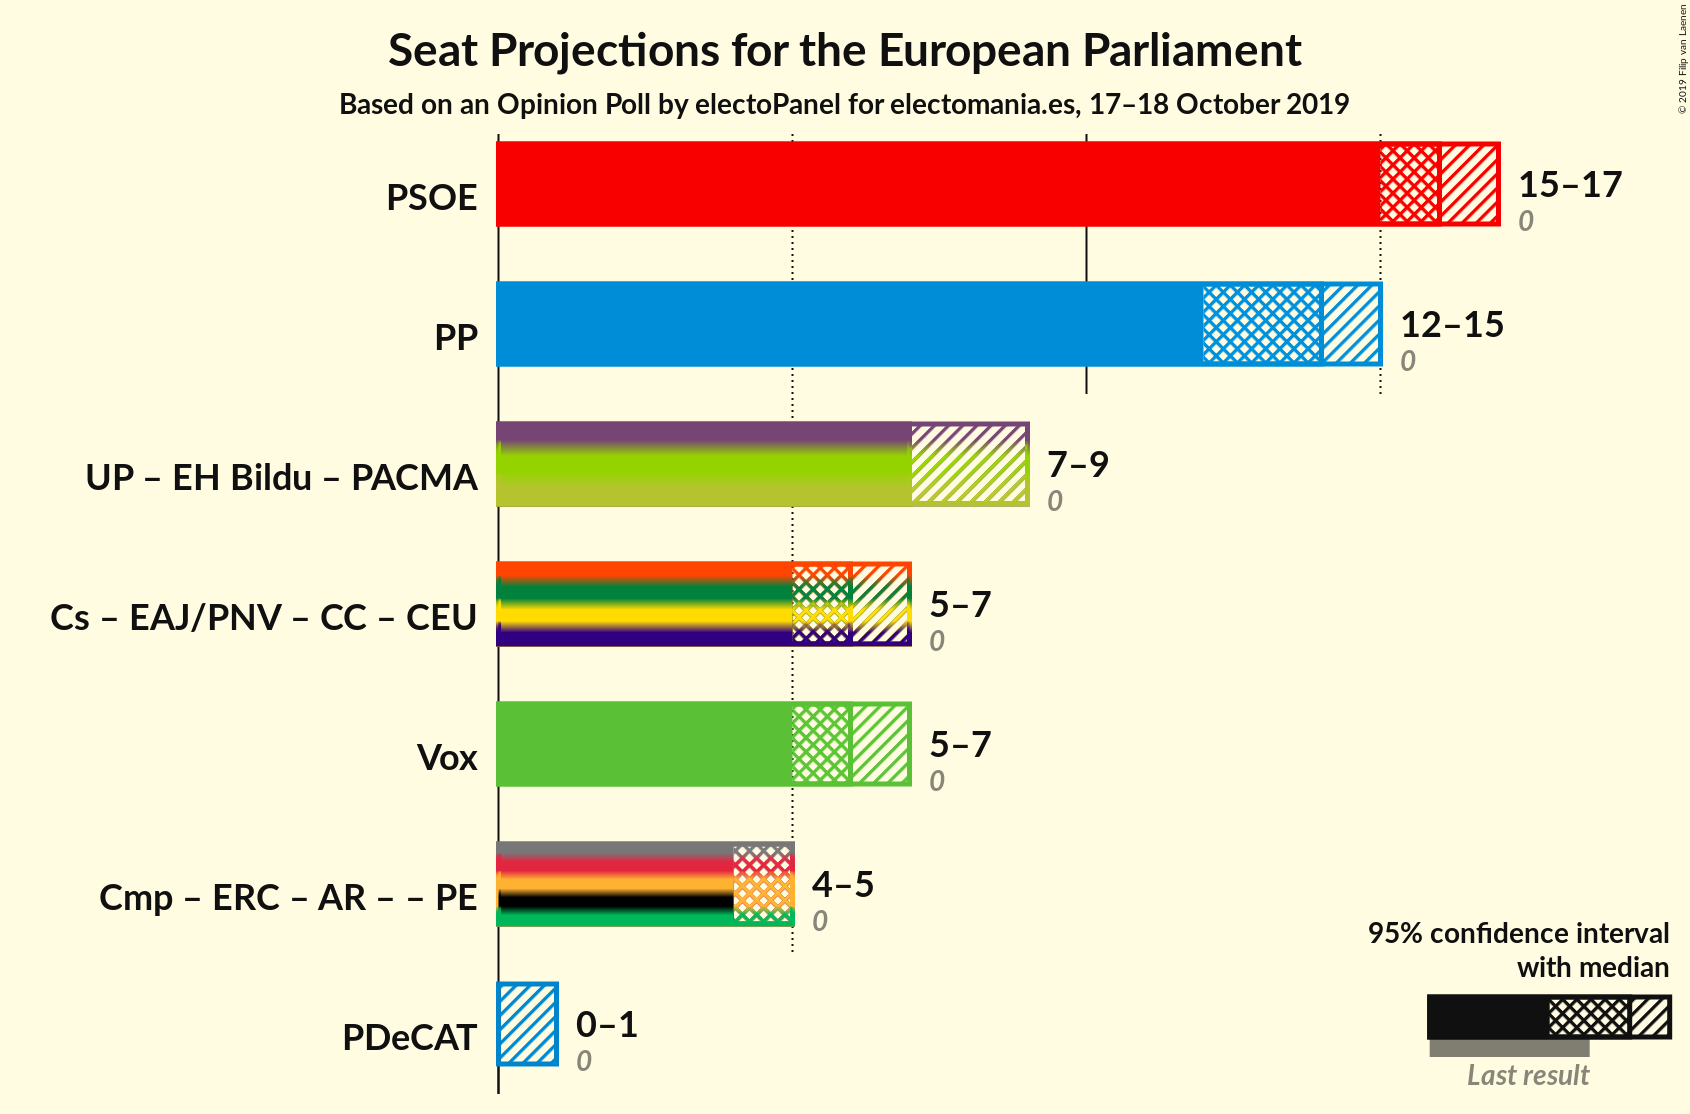 Seat Projections for the European Parliament
Based on an Opinion Poll by electoPanel for electomania.es, 17–18 October 2019
© 2019 Filip van Laenen
PSOE
15–17
0
PP
12–15
0
UP – EH Bildu – PACMA
7–9
0
Cs – EAJ/PNV – CC – CEU
5–7
0
Vox
5–7
0
Cmp – ERC – AR – – PE
4–5
0
PDeCAT
0–1
0
95% confidence interval
with median
Last result